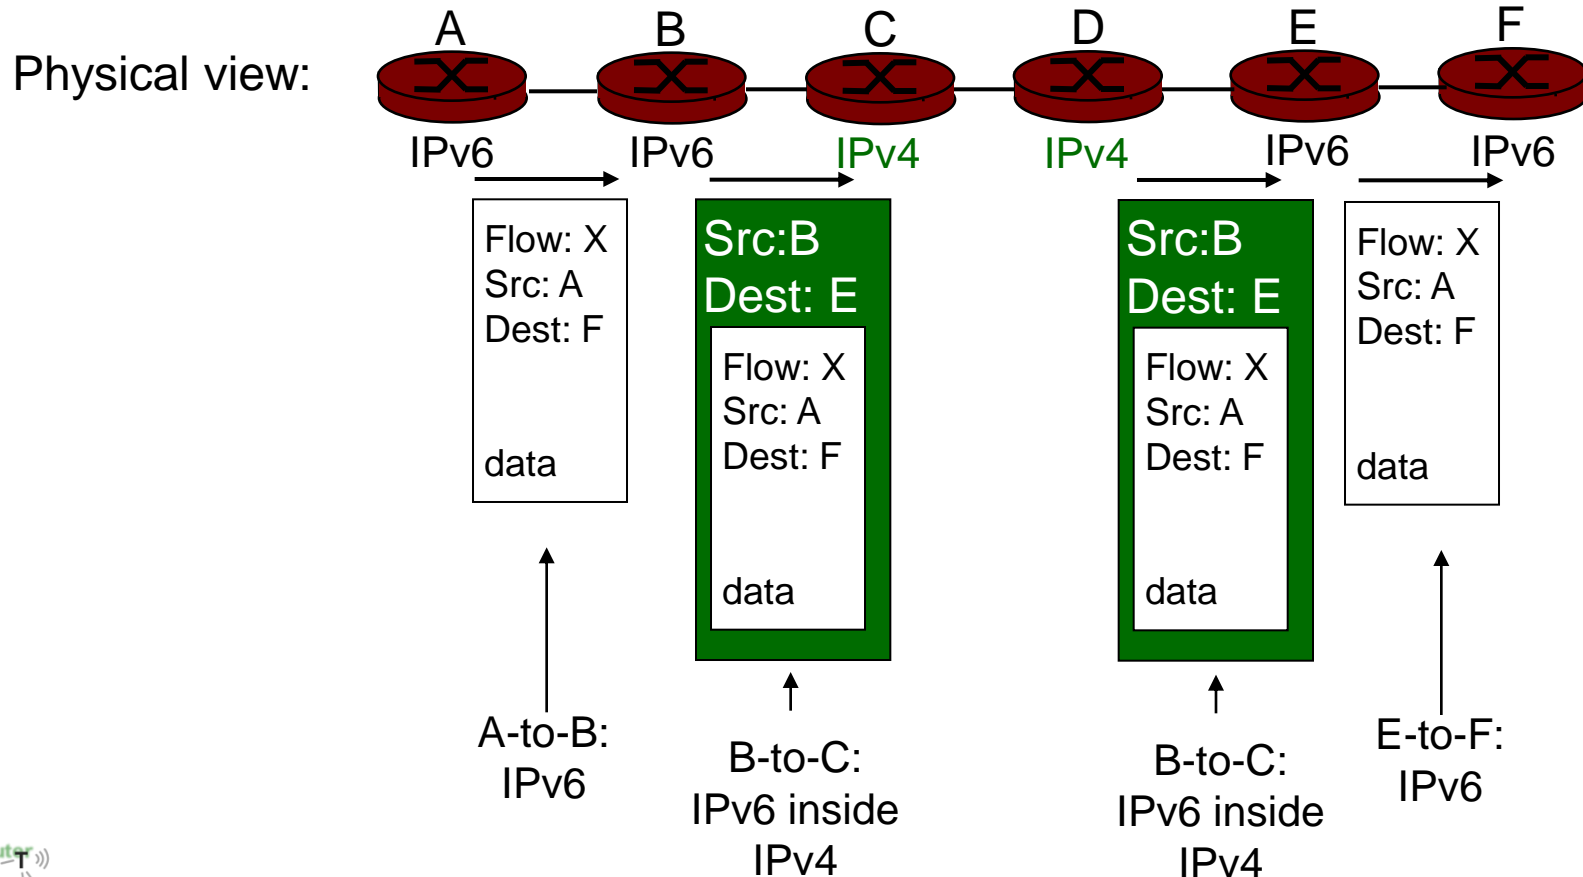 A B C D E F
Physical view:
IPv6 IPv6 IPv4 IPv4 IPv6 IPv6
Flow: X
Src: A
Dest: F
data
Src:B
Dest: E
Flow: X
Src: A
Dest: F
data
Src:B
Dest: E
Flow: X
Src: A
Dest: F
data
Flow: X
Src: A
Dest: F
data
A-to-B:
IPv6
B-to-C:
IPv6 inside
IPv4
B-to-C:
IPv6 inside
IPv4
E-to-F:
IPv6
T